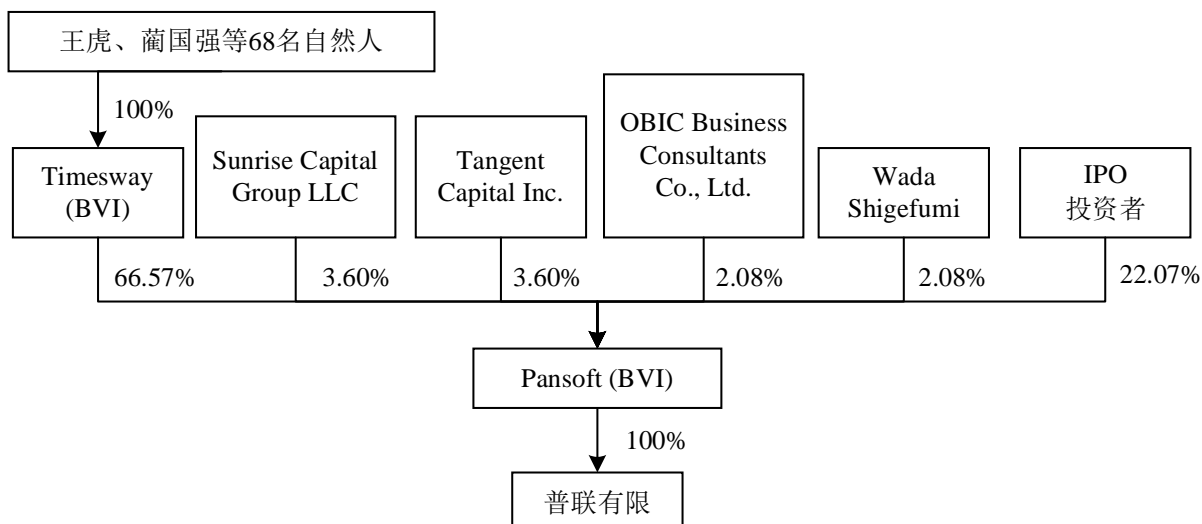 王虎、蔺国强等68名自然人
100%
Timesway
(BVI)
Sunrise Capital
Group LLC
Tangent
Capital Inc.
OBIC Business
Consultants
Co., Ltd.
Wada
Shigefumi
IPO
投资者
66.57%
3.60%
3.60%
2.08%
2.08%
22.07%
Pansoft (BVI)
100%
普联有限